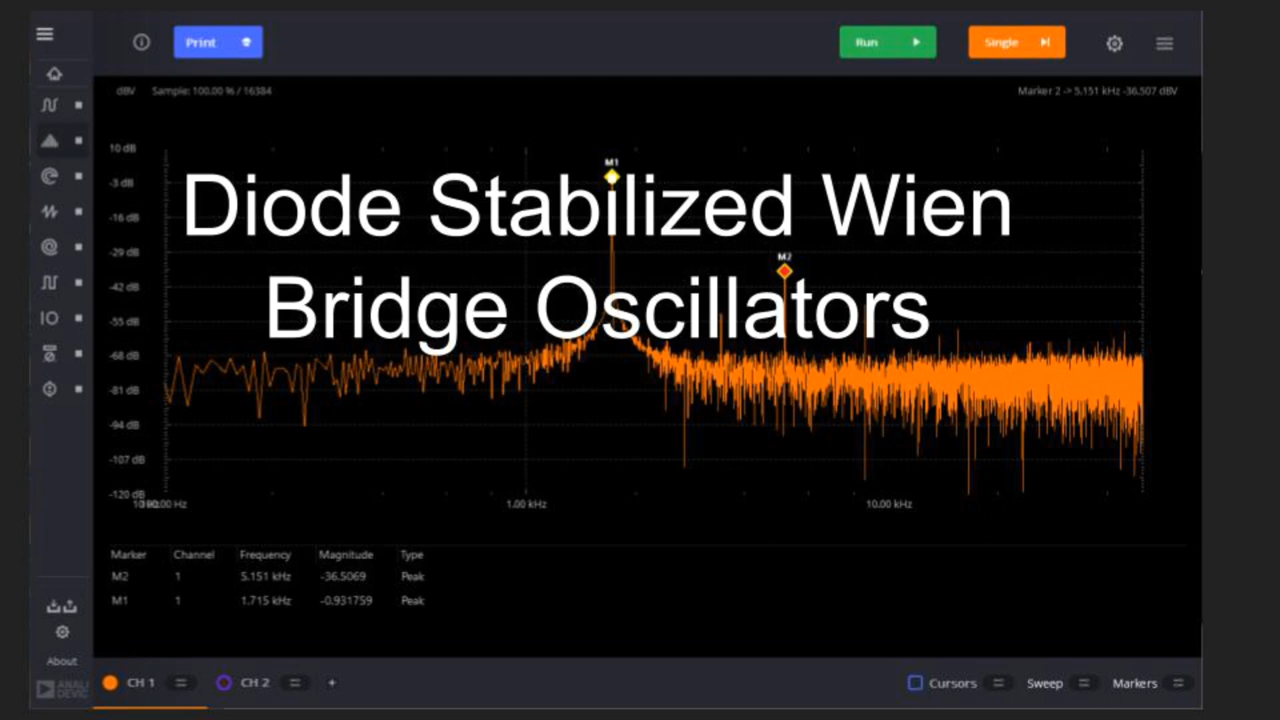 Print
Run
Single
dBV Sample: 100.00 % / 16384
Marker 2 -> 5.151 kHz -36.507 dBV
10 dB
-3 dB
-16 dB
-29 dB
-42 dB
-55 dB
-68 dB
-81 dB
-94 dB
-107 dB
-120 dB
M1
M2
Diode Stabilized Wien
Bridge Oscillators
1.00 kHz
10.00 kHz
Marker Channel Frequency Magnitude Type
M2 1 5.151 kHz -36.5069 Peak
M1 1 1.715 kHz -0.931759 Peak
About
CH 1 CH 2 + Cursors Sweep Markers